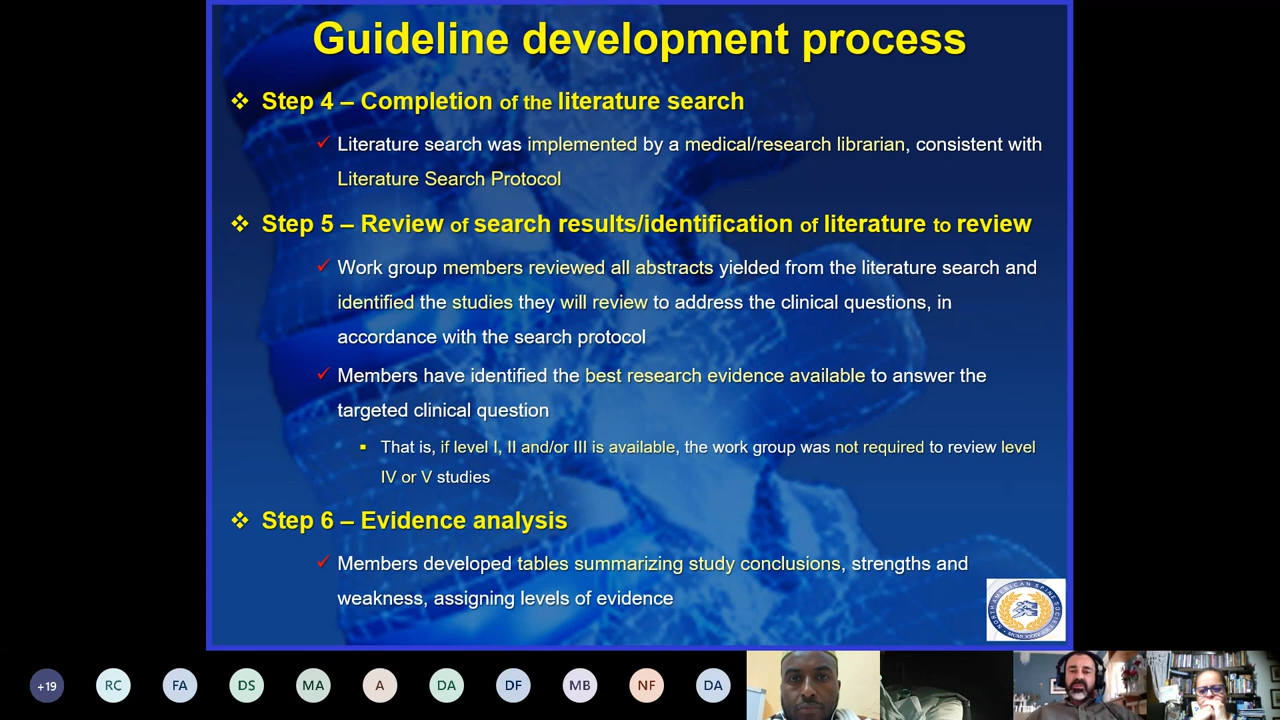 Guideline development process
❖ Step 4 – Completion of the literature search
✓ Literature search was implemented by a medical/research librarian, consistent with
Literature Search Protocol
❖ Step 5 – Review of search results/identification of literature to review
✓ Work group members reviewed all abstracts yielded from the literature search and
identified the studies they will review to address the clinical questions, in
accordance with the search protocol
✓ Members have identified the best research evidence available to answer the
targeted clinical question
▪ That is, if level I, II and/or III is available, the work group was not required to review level
IV or V studies
❖ Step 6 – Evidence analysis
✓ Members developed tables summarizing study conclusions, strengths and
weakness, assigning levels of evidence
NORTH AMERICAN SPINE SOCIETY
+19 RC FA DS MA A DA DF MB NF DA